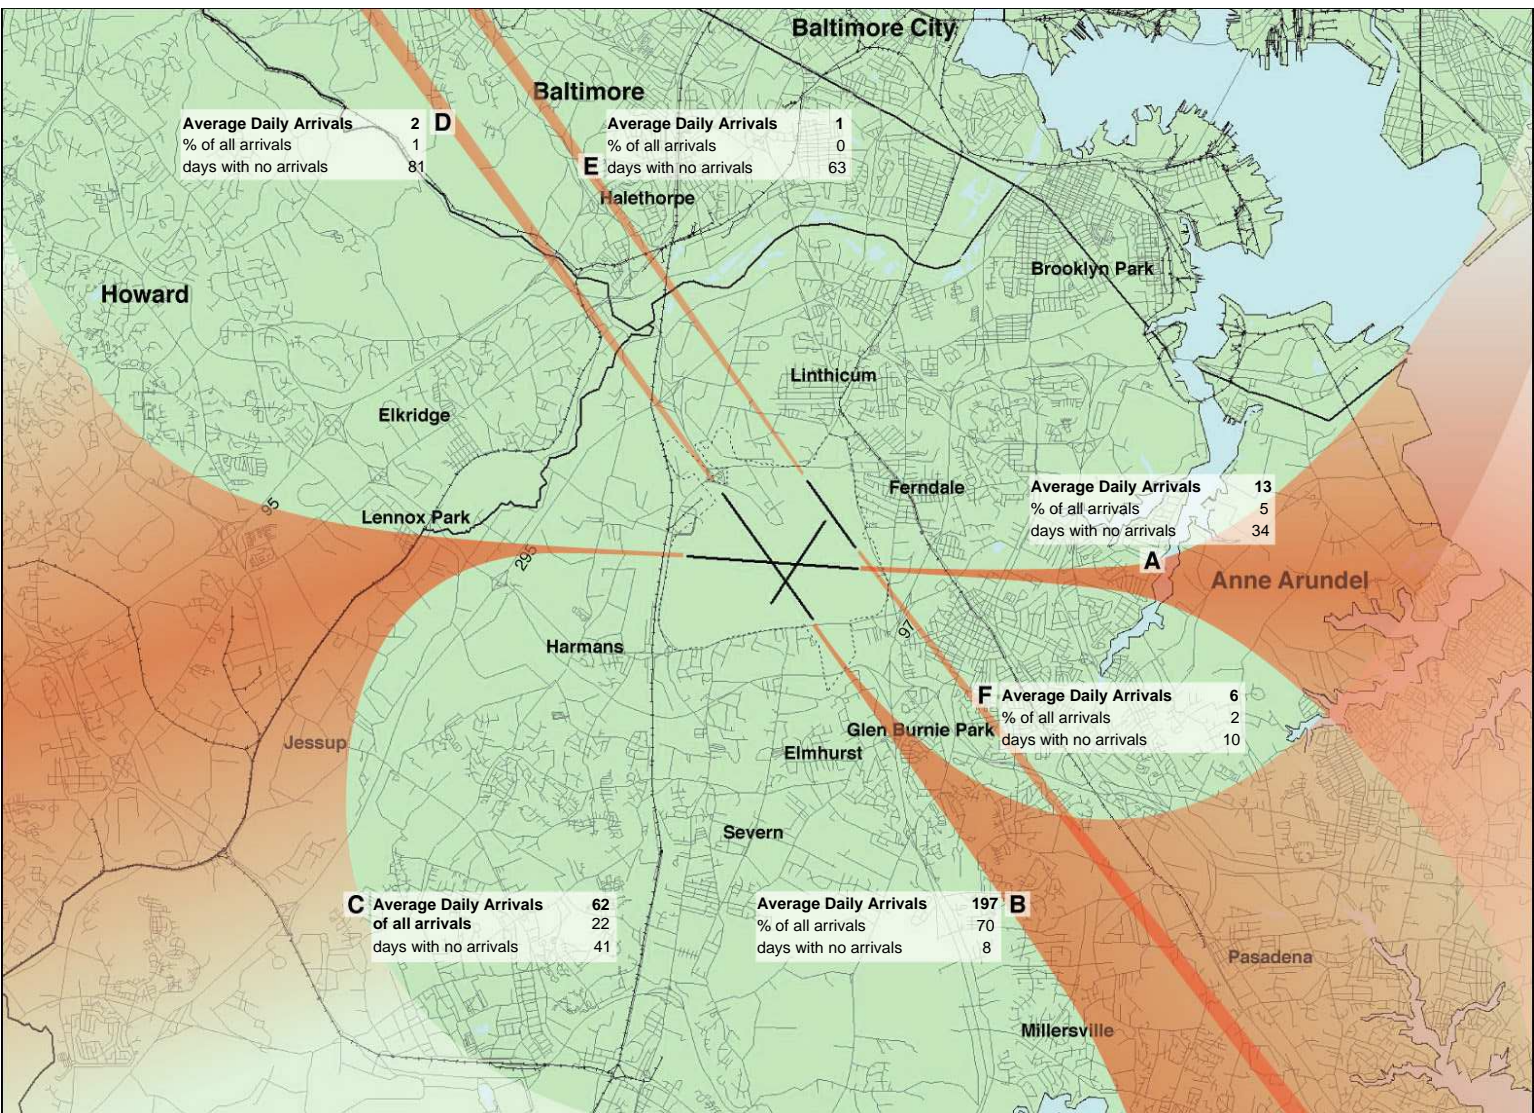 Baltimore City
Baltimore
Average Daily Arrivals 2
% of all arrivals 1
days with no arrivals 81
D
Average Daily Arrivals 1
% of all arrivals 0
days with no arrivals 63
E
Halethorpe
Brooklyn Park
Howard
Linthicum
Elkridge
Ferndale
Average Daily Arrivals 13
% of all arrivals 5
days with no arrivals 34
A
95
Lennox Park
295
Anne Arundel
97
Harmans
F
Average Daily Arrivals 6
% of all arrivals 2
days with no arrivals 10
Glen Burnie Park
Jessup
Elmhurst
Severn
C
Average Daily Arrivals 62
of all arrivals 22
days with no arrivals 41
Average Daily Arrivals 197
% of all arrivals 70
days with no arrivals 8
B
Pasadena
Millersville